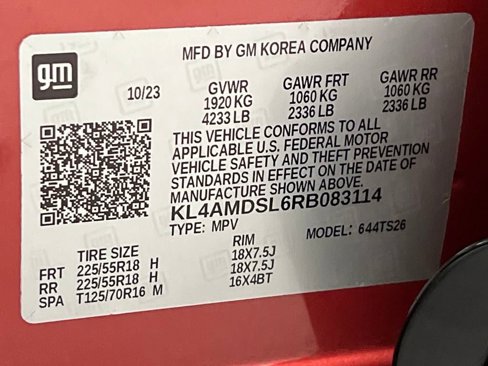 MFD BY GM KOREA COMPANY
gm
10/23
GVWR GAWR FRT GAWR RR
1920 KG 1060 KG 1060 KG
4233 LB 2336 LB 2336 LB
THIS VEHICLE CONFORMS TO ALL
APPLICABLE U.S. FEDERAL MOTOR
VEHICLE SAFETY AND THEFT PREVENTION
STANDARDS IN EFFECT ON THE DATE OF
MANUFACTURE SHOWN ABOVE.
KL4AMDSL6RB083114
TYPE: MPV MODEL: 644TS26
TIRE SIZE RIM
FRT 225/55R18 H 18X7.5J
RR 225/55R18 H 18X7.5J
SPA T125/70R16 M 16X4BT